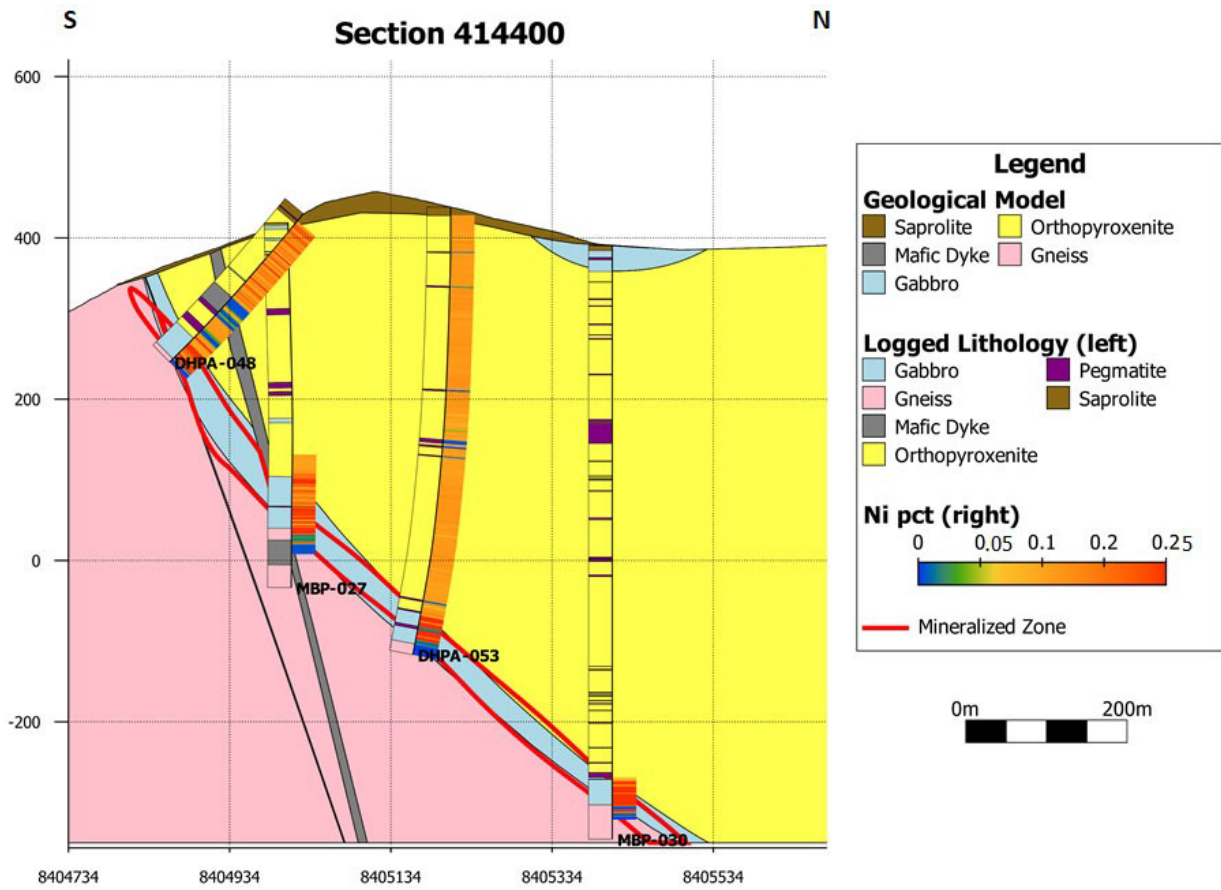 S
N
Section 414400
600
400
200
0
-200
8404734
8404934
8405134
8405334
8405534
DHPA-048
MBP-027
DHPA-053
MBP-030
Legend
Geological Model
Saprolite
Orthopyroxenite
Mafic Dyke
Gneiss
Gabbro
Logged Lithology (left)
Gabbro
Pegmatite
Gneiss
Saprolite
Mafic Dyke
Orthopyroxenite
Ni pct (right)
0 0.05 0.1 0.2 0.25
Mineralized Zone
0m 200m